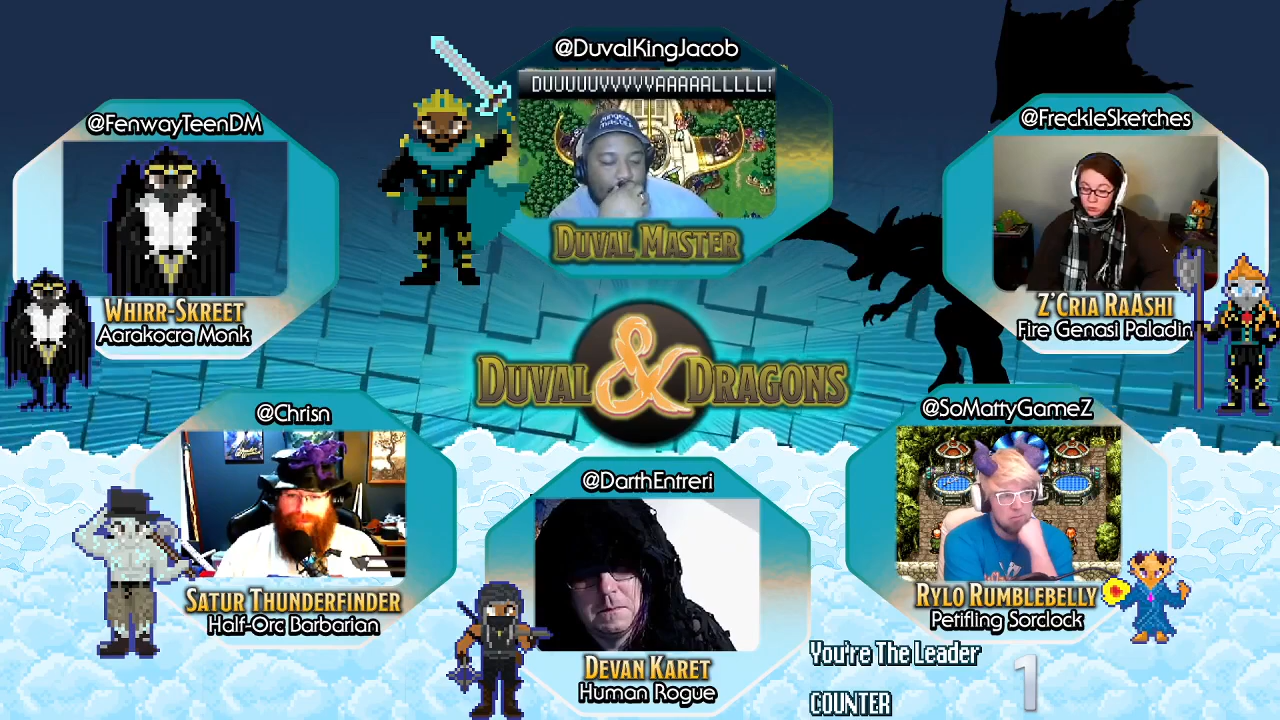 @DuvalKingJacob
DUUUUUVVVVVAAAAALLLLL!
Duval Master
@FenwayTeenDM
Whirr-Skreet
Aarakocra Monk
@FreckleSketches
Z'Cria RaAshi
Fire Genasi Paladin
Duval & Dragons
@Chrisn
Satur Thunderfinder
Half-Orc Barbarian
@DarthEntreri
Devan Karet
Human Rogue
@SoMattyGameZ
Rylo Rumblebelly
Petifling Sorclock
You're The Leader
COUNTER
1